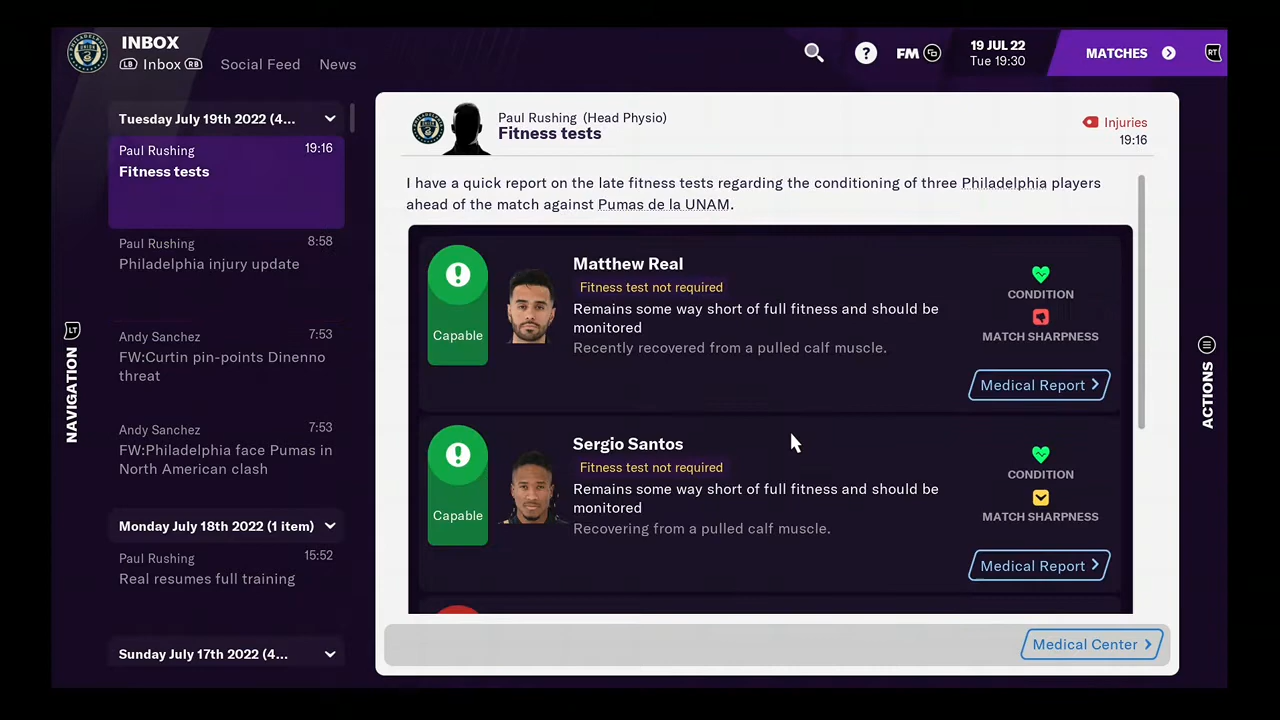 INBOX
LB Inbox RB Social Feed News
FM
19 JUL 22
Tue 19:30
MATCHES
RT
Tuesday July 19th 2022 (4...
Paul Rushing 19:16
Fitness tests
Paul Rushing 8:58
Philadelphia injury update
Andy Sanchez 7:53
FW:Curtin pin-points Dinenno
threat
Andy Sanchez 7:53
FW:Philadelphia face Pumas in
North American clash
Monday July 18th 2022 (1 item)
Paul Rushing 15:52
Real resumes full training
Sunday July 17th 2022 (4...
NAVIGATION LT
Paul Rushing (Head Physio)
Fitness tests
Injuries
19:16
I have a quick report on the late fitness tests regarding the conditioning of three Philadelphia players
ahead of the match against Pumas de la UNAM.
Capable
Matthew Real
Fitness test not required
Remains some way short of full fitness and should be
monitored
Recently recovered from a pulled calf muscle.
CONDITION
MATCH SHARPNESS
Medical Report
Capable
Sergio Santos
Fitness test not required
Remains some way short of full fitness and should be
monitored
Recovering from a pulled calf muscle.
CONDITION
MATCH SHARPNESS
Medical Report
Medical Center
ACTIONS